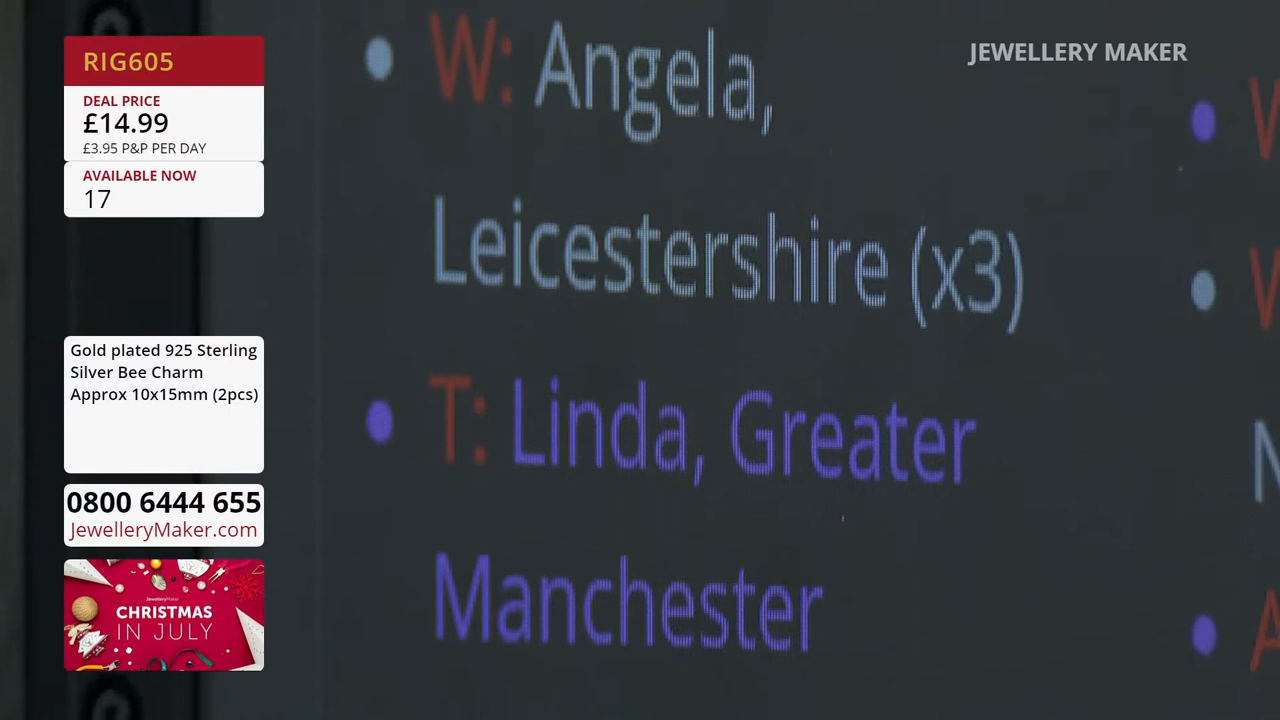 RIG605
DEAL PRICE
£14.99
£3.95 P&P PER DAY
AVAILABLE NOW
17
Gold plated 925 Sterling
Silver Bee Charm
Approx 10x15mm (2pcs)
0800 6444 655
JewelleryMaker.com
JewelleryMaker
CHRISTMAS
IN JULY
JEWELLERY MAKER
W: Angela,
Leicestershire (x3)
T: Linda, Greater
Manchester